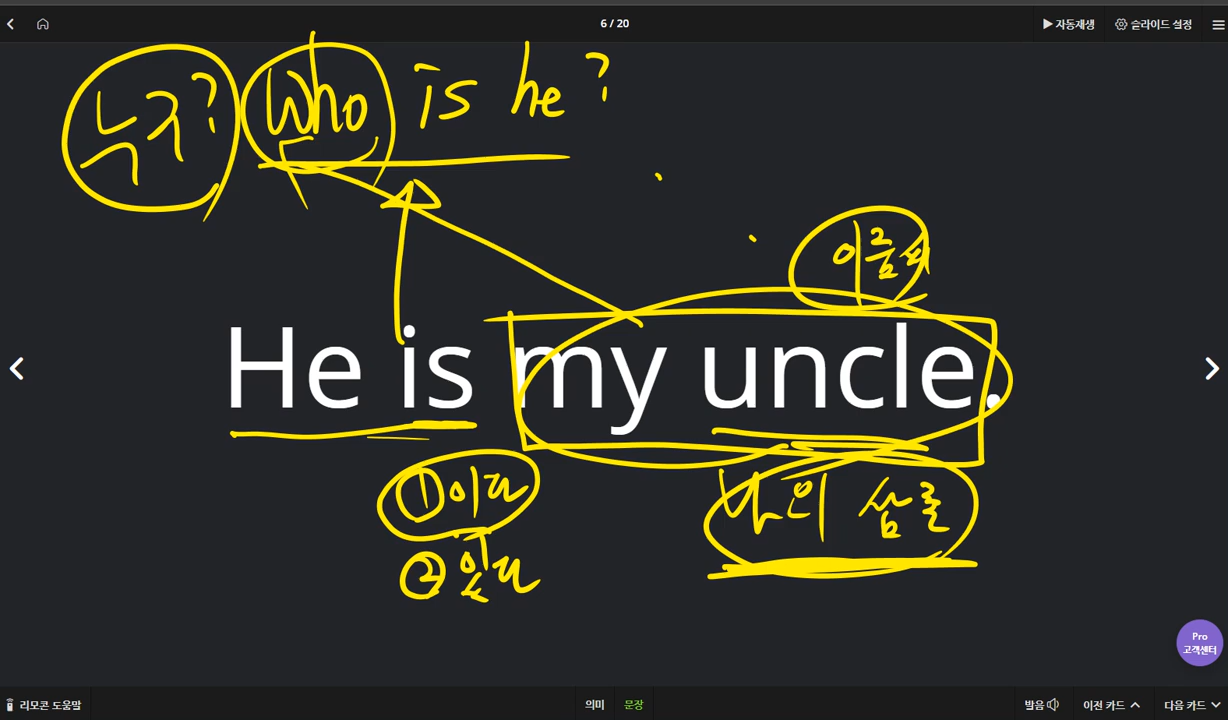 6 / 20
자동재생
슬라이드 설정
누구? Who is he?
이름씨
He is my uncle.
① 이다
② 있다
나의 삼촌
Pro
고객센터
리모콘 도움말
의미
문장
발음
이전 카드
다음 카드